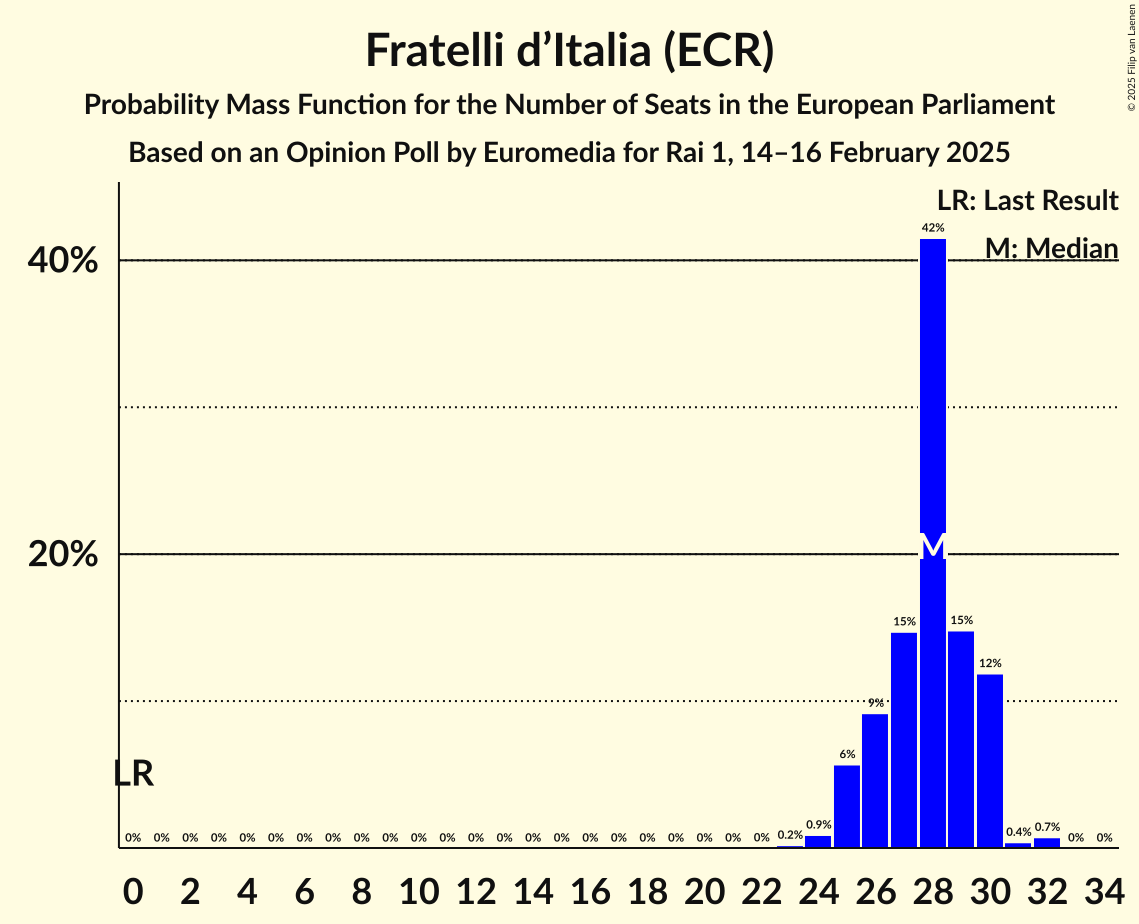 Fratelli d’Italia (ECR)
Probability Mass Function for the Number of Seats in the European Parliament
Based on an Opinion Poll by Euromedia for Rai 1, 14–16 February 2025
© 2025 Filip van Laenen
LR: Last Result
M: Median
40%
20%
LR
M
0% 0% 0% 0% 0% 0% 0% 0% 0% 0% 0% 0% 0% 0% 0% 0% 0% 0% 0% 0% 0% 0% 0% 0.2% 0.9% 6% 9% 15% 42% 15% 12% 0.4% 0.7% 0% 0%
0 2 4 6 8 10 12 14 16 18 20 22 24 26 28 30 32 34